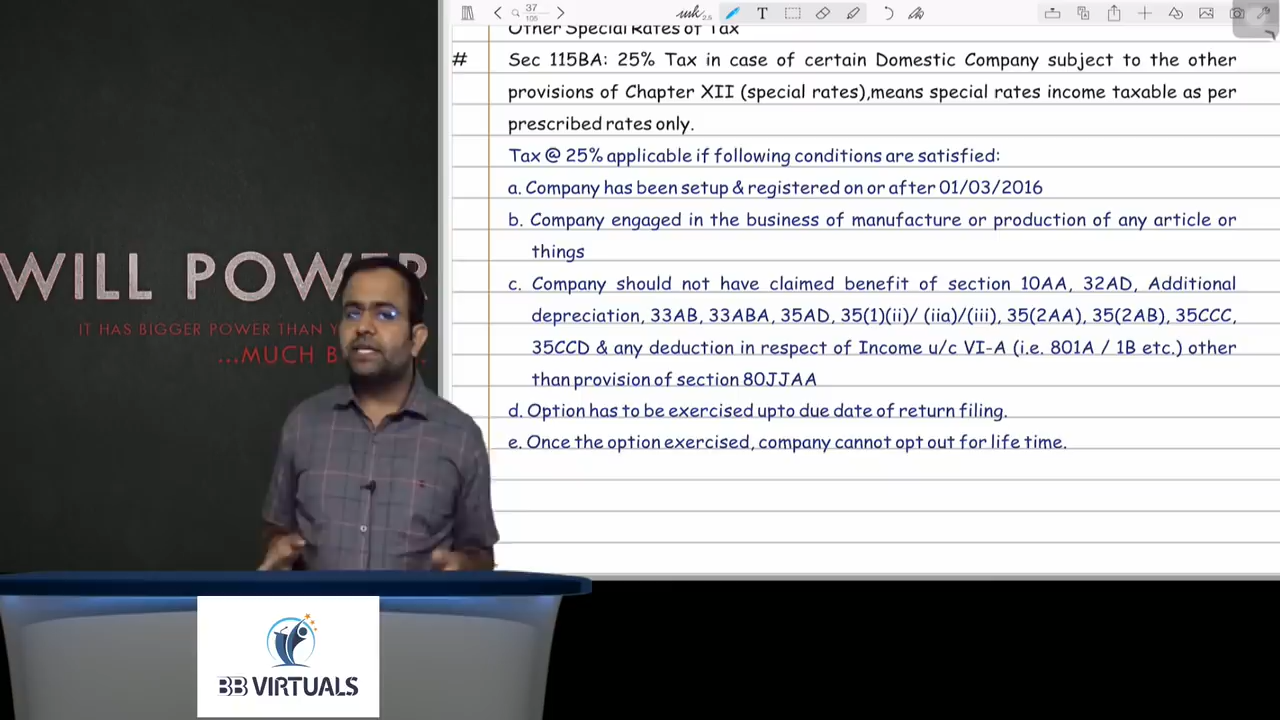 37
105
T
Other Special Rates of Tax
# Sec 115BA: 25% Tax in case of certain Domestic Company subject to the other
provisions of Chapter XII (special rates),means special rates income taxable as per
prescribed rates only.
Tax @ 25% applicable if following conditions are satisfied:
a. Company has been setup & registered on or after 01/03/2016
b. Company engaged in the business of manufacture or production of any article or
things
c. Company should not have claimed benefit of section 10AA, 32AD, Additional
depreciation, 33AB, 33ABA, 35AD, 35(1)(ii)/ (iia)/(iii), 35(2AA), 35(2AB), 35CCC,
35CCD & any deduction in respect of Income u/c VI-A (i.e. 801A / 1B etc.) other
than provision of section 80JJAA
d. Option has to be exercised upto due date of return filing.
e. Once the option exercised, company cannot opt out for life time.
WILL POWER
IT HAS BIGGER POWER THAN
...MUCH
BB VIRTUALS